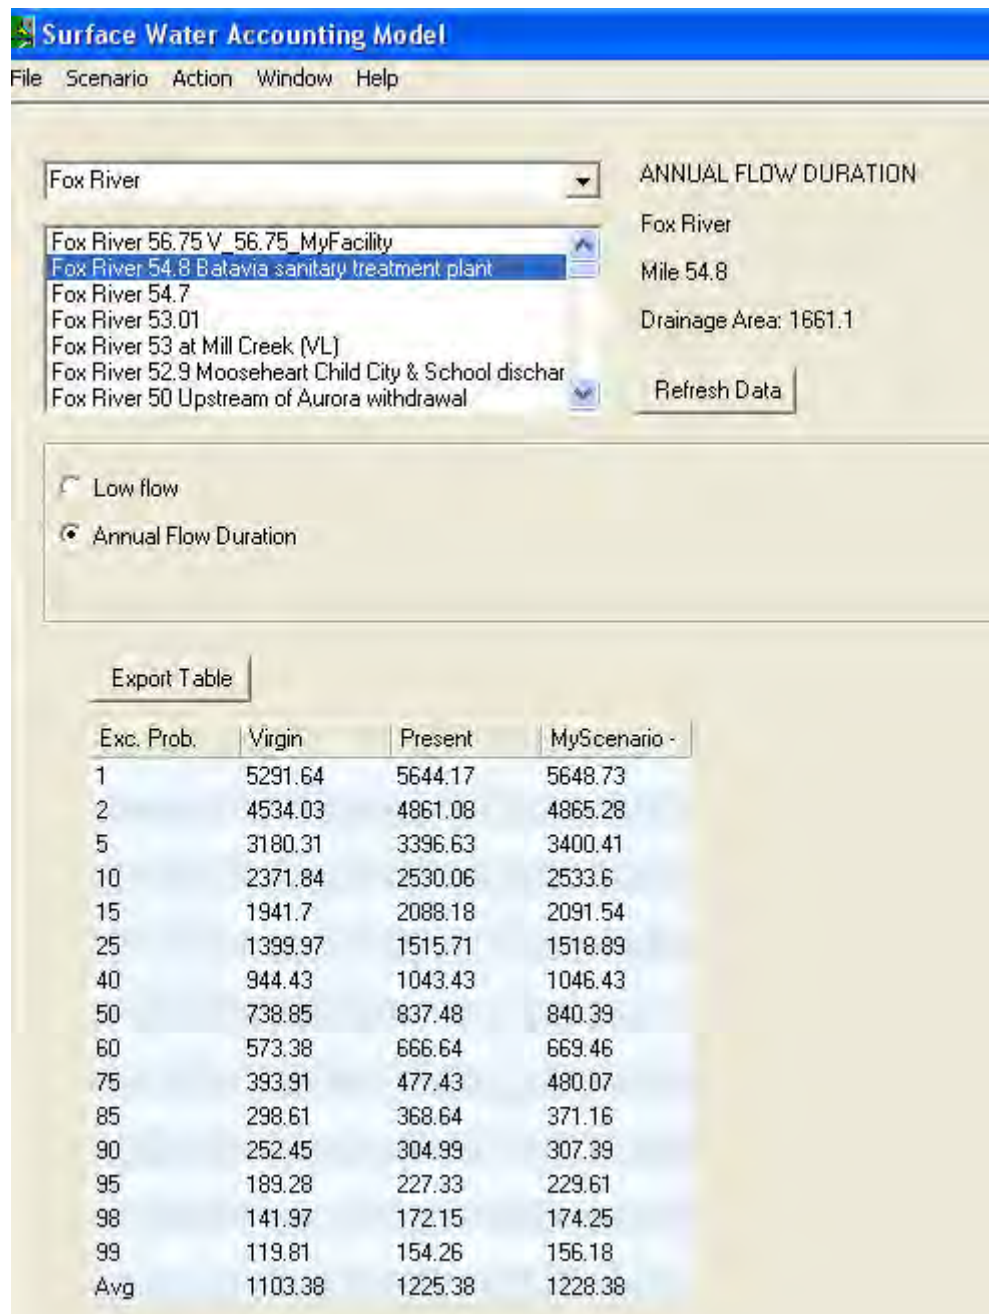 Surface Water Accounting Model
File Scenario Action Window Help
Fox River
ANNUAL FLOW DURATION
Fox River 56.75 V_56.75_MyFacility
Fox River 54.8 Batavia sanitary treatment plant
Fox River 54.7
Fox River 53.01
Fox River 53 at Mill Creek (VL)
Fox River 52.9 Mooseheart Child City & School dischar
Fox River 50 Upstream of Aurora withdrawal
Fox River
Mile 54.8
Drainage Area: 1661.1
Refresh Data
Low flow
Annual Flow Duration
Export Table
Exc. Prob. Virgin Present MyScenario -
1 5291.64 5644.17 5648.73
2 4534.03 4861.08 4865.28
5 3180.31 3396.63 3400.41
10 2371.84 2530.06 2533.6
15 1941.7 2088.18 2091.54
25 1399.97 1515.71 1518.89
40 944.43 1043.43 1046.43
50 738.85 837.48 840.39
60 573.38 666.64 669.46
75 393.91 477.43 480.07
85 298.61 368.64 371.16
90 252.45 304.99 307.39
95 189.28 227.33 229.61
98 141.97 172.15 174.25
99 119.81 154.26 156.18
Avg 1103.38 1225.38 1228.38